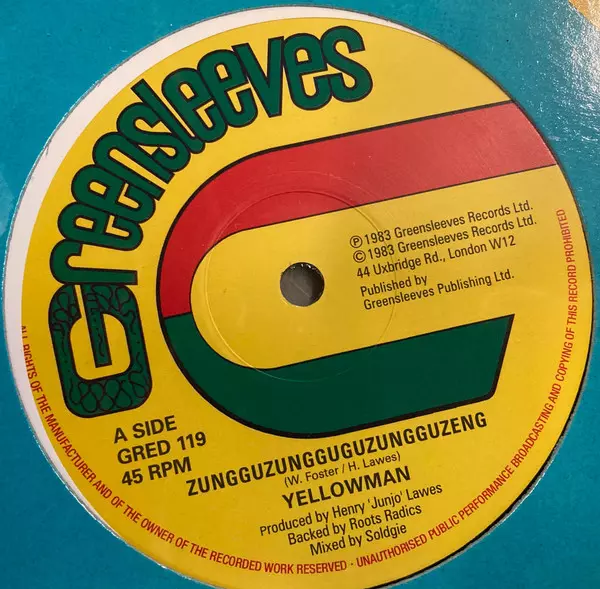 Greensleeves
℗ 1983 Greensleeves Records Ltd.
© 1983 Greensleeves Records Ltd.
44 Uxbridge Rd., London W12
Published by
Greensleeves Publishing Ltd.
A SIDE
GRED 119
45 RPM
ZUNGGUZUNGGUGUZUNGGUZENG
(W. Foster / H. Lawes)
YELLOWMAN
Produced by Henry 'Junjo' Lawes
Backed by Roots Radics
Mixed by Soldgie
ALL RIGHTS OF THE MANUFACTURER AND OF THE OWNER OF THE RECORDED WORK RESERVED · UNAUTHORISED PUBLIC PERFORMANCE BROADCASTING AND COPYING OF THIS RECORD PROHIBITED